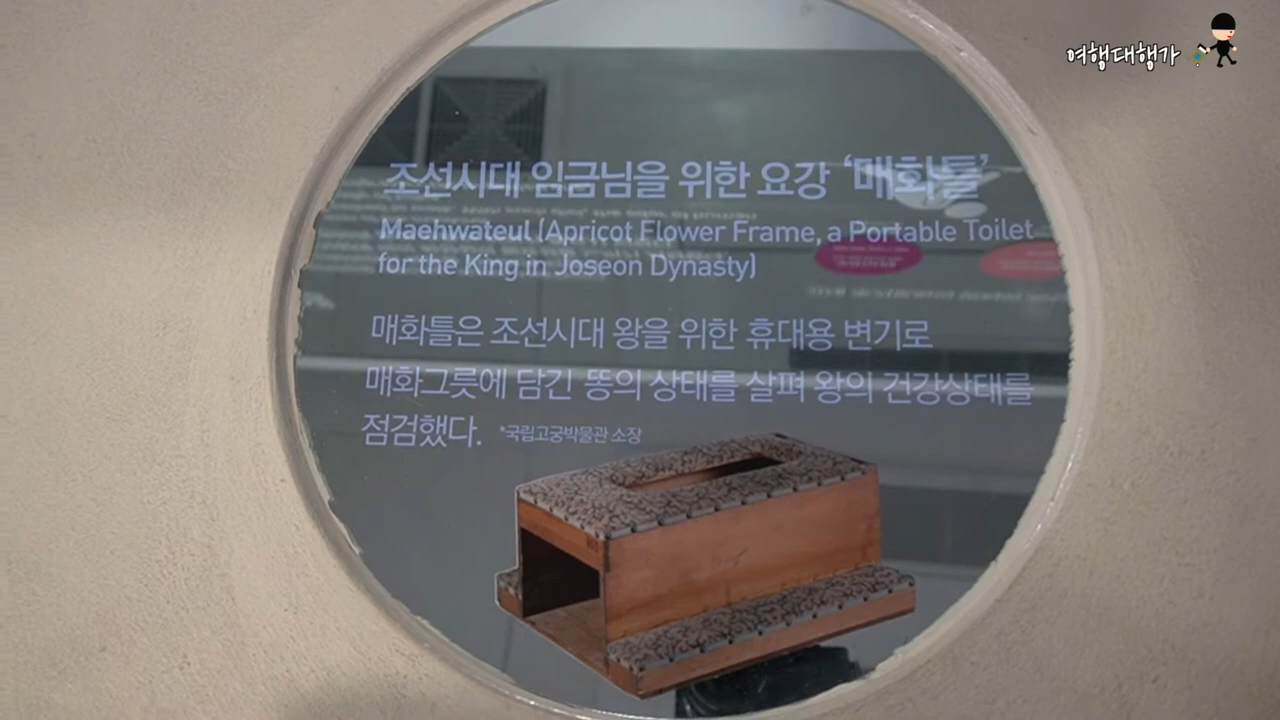 여행대행가
조선시대 임금님을 위한 요강 ‘매화틀’
Maehwateul (Apricot Flower Frame, a Portable Toilet
for the King in Joseon Dynasty)
매화틀은 조선시대 왕을 위한 휴대용 변기로
매화그릇에 담긴 똥의 상태를 살펴 왕의 건강상태를
점검했다. *국립고궁박물관 소장